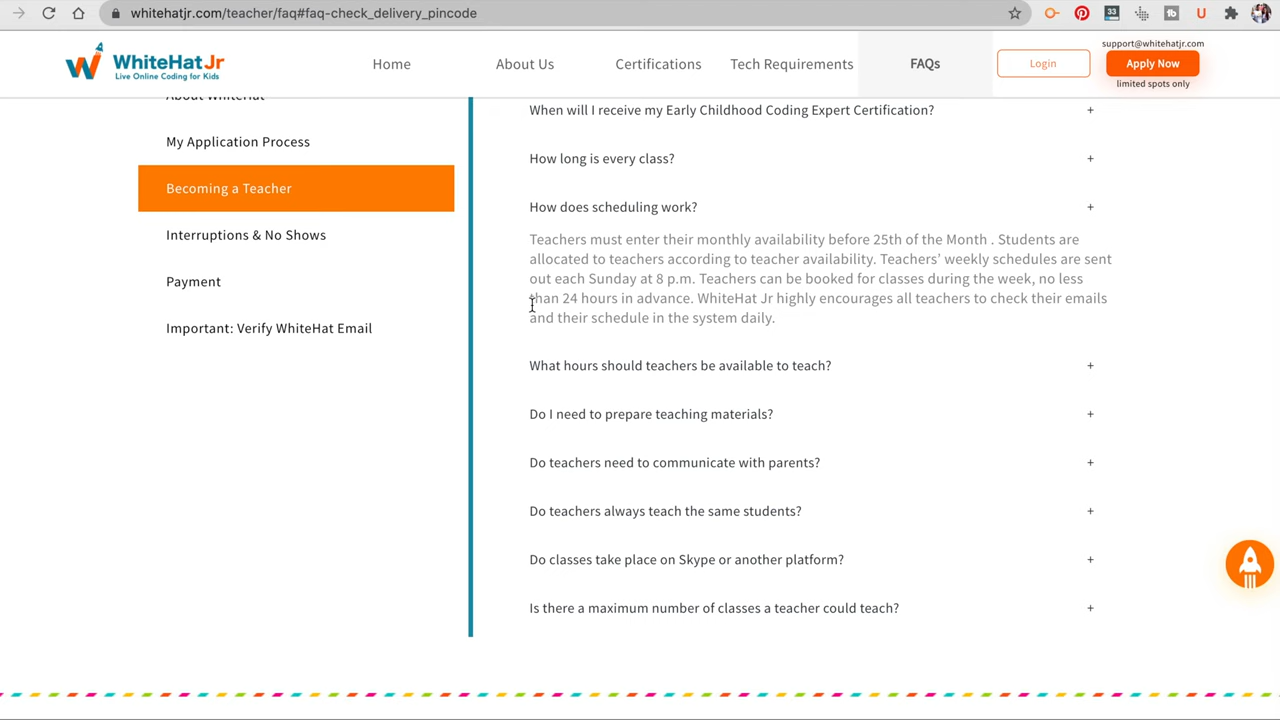 whitehatjr.com/teacher/faq#faq-check_delivery_pincode
33
U
WhiteHat Jr
Live Online Coding for Kids
Home
About Us
Certifications
Tech Requirements
FAQs
Login
support@whitehatjr.com
Apply Now
limited spots only
About WhiteHat
My Application Process
Becoming a Teacher
Interruptions & No Shows
Payment
Important: Verify WhiteHat Email
When will I receive my Early Childhood Coding Expert Certification? +
How long is every class? +
How does scheduling work? +
Teachers must enter their monthly availability before 25th of the Month . Students are
allocated to teachers according to teacher availability. Teachers’ weekly schedules are sent
out each Sunday at 8 p.m. Teachers can be booked for classes during the week, no less
than 24 hours in advance. WhiteHat Jr highly encourages all teachers to check their emails
and their schedule in the system daily.
What hours should teachers be available to teach? +
Do I need to prepare teaching materials? +
Do teachers need to communicate with parents? +
Do teachers always teach the same students? +
Do classes take place on Skype or another platform? +
Is there a maximum number of classes a teacher could teach? +